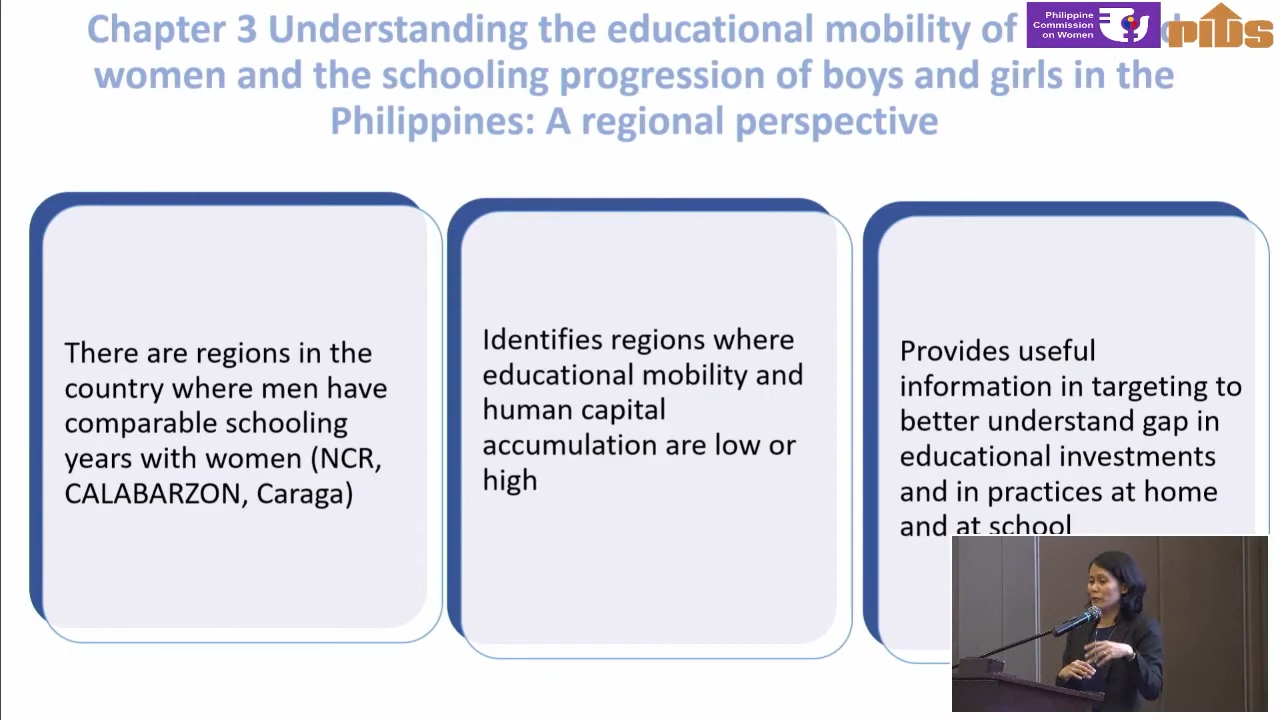 Chapter 3 Understanding the educational mobility of
women and the schooling progression of boys and girls in the
Philippines: A regional perspective
Philippine
Commission
on Women
PIDS
There are regions in the
country where men have
comparable schooling
years with women (NCR,
CALABARZON, Caraga)
Identifies regions where
educational mobility and
human capital
accumulation are low or
high
Provides useful
information in targeting to
better understand gap in
educational investments
and in practices at home
and at school